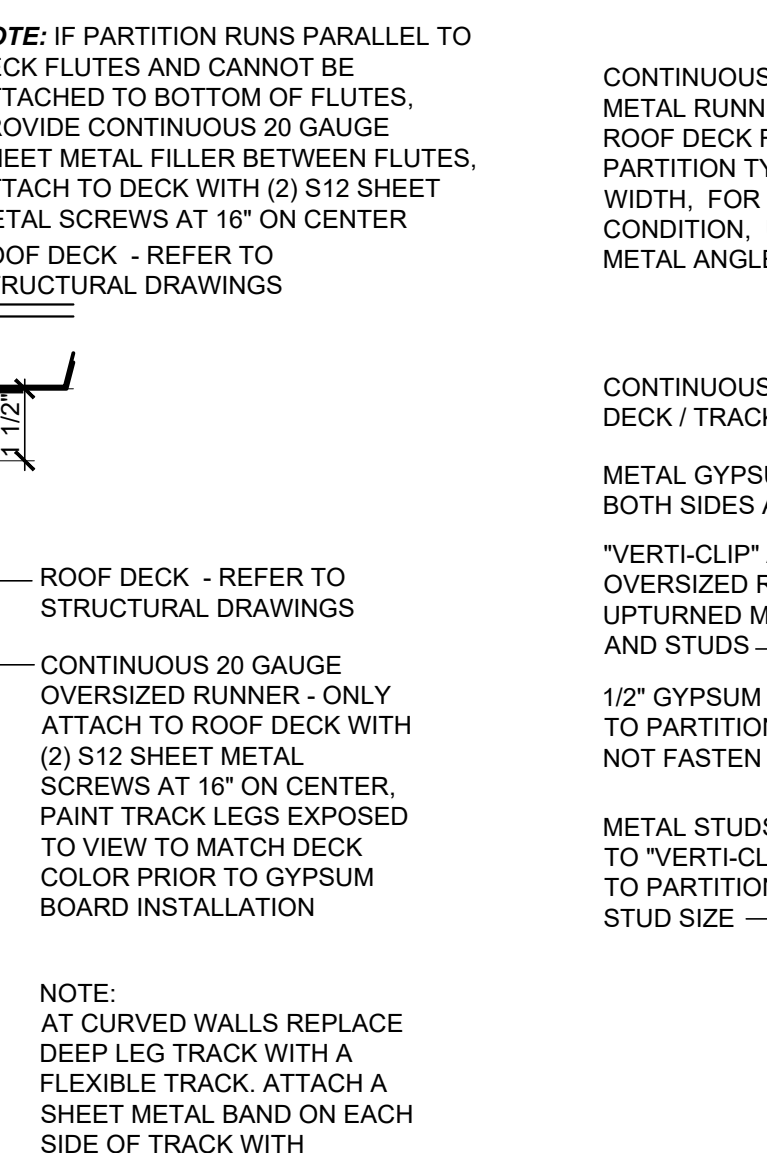 OTE: IF PARTITION RUNS PARALLEL TO
ECK FLUTES AND CANNOT BE
TTACHED TO BOTTOM OF FLUTES,
ROVIDE CONTINUOUS 20 GAUGE
HEET METAL FILLER BETWEEN FLUTES,
TTACH TO DECK WITH (2) S12 SHEET
ETAL SCREWS AT 16" ON CENTER
OOF DECK - REFER TO
TRUCTURAL DRAWINGS
1 1/2"
ROOF DECK - REFER TO
STRUCTURAL DRAWINGS
CONTINUOUS 20 GAUGE
OVERSIZED RUNNER - ONLY
ATTACH TO ROOF DECK WITH
(2) S12 SHEET METAL
SCREWS AT 16" ON CENTER,
PAINT TRACK LEGS EXPOSED
TO VIEW TO MATCH DECK
COLOR PRIOR TO GYPSUM
BOARD INSTALLATION
NOTE:
AT CURVED WALLS REPLACE
DEEP LEG TRACK WITH A
FLEXIBLE TRACK. ATTACH A
SHEET METAL BAND ON EACH
SIDE OF TRACK WITH
CONTINUOUS
METAL RUNN
ROOF DECK
PARTITION TY
WIDTH, FOR
CONDITION,
METAL ANGLE
CONTINUOUS
DECK / TRACK
METAL GYPSU
BOTH SIDES
"VERTI-CLIP"
OVERSIZED
UPTURNED M
AND STUDS
1/2" GYPSUM
TO PARTITION
NOT FASTEN
METAL STUDS
TO "VERTI-CL
TO PARTITION
STUD SIZE